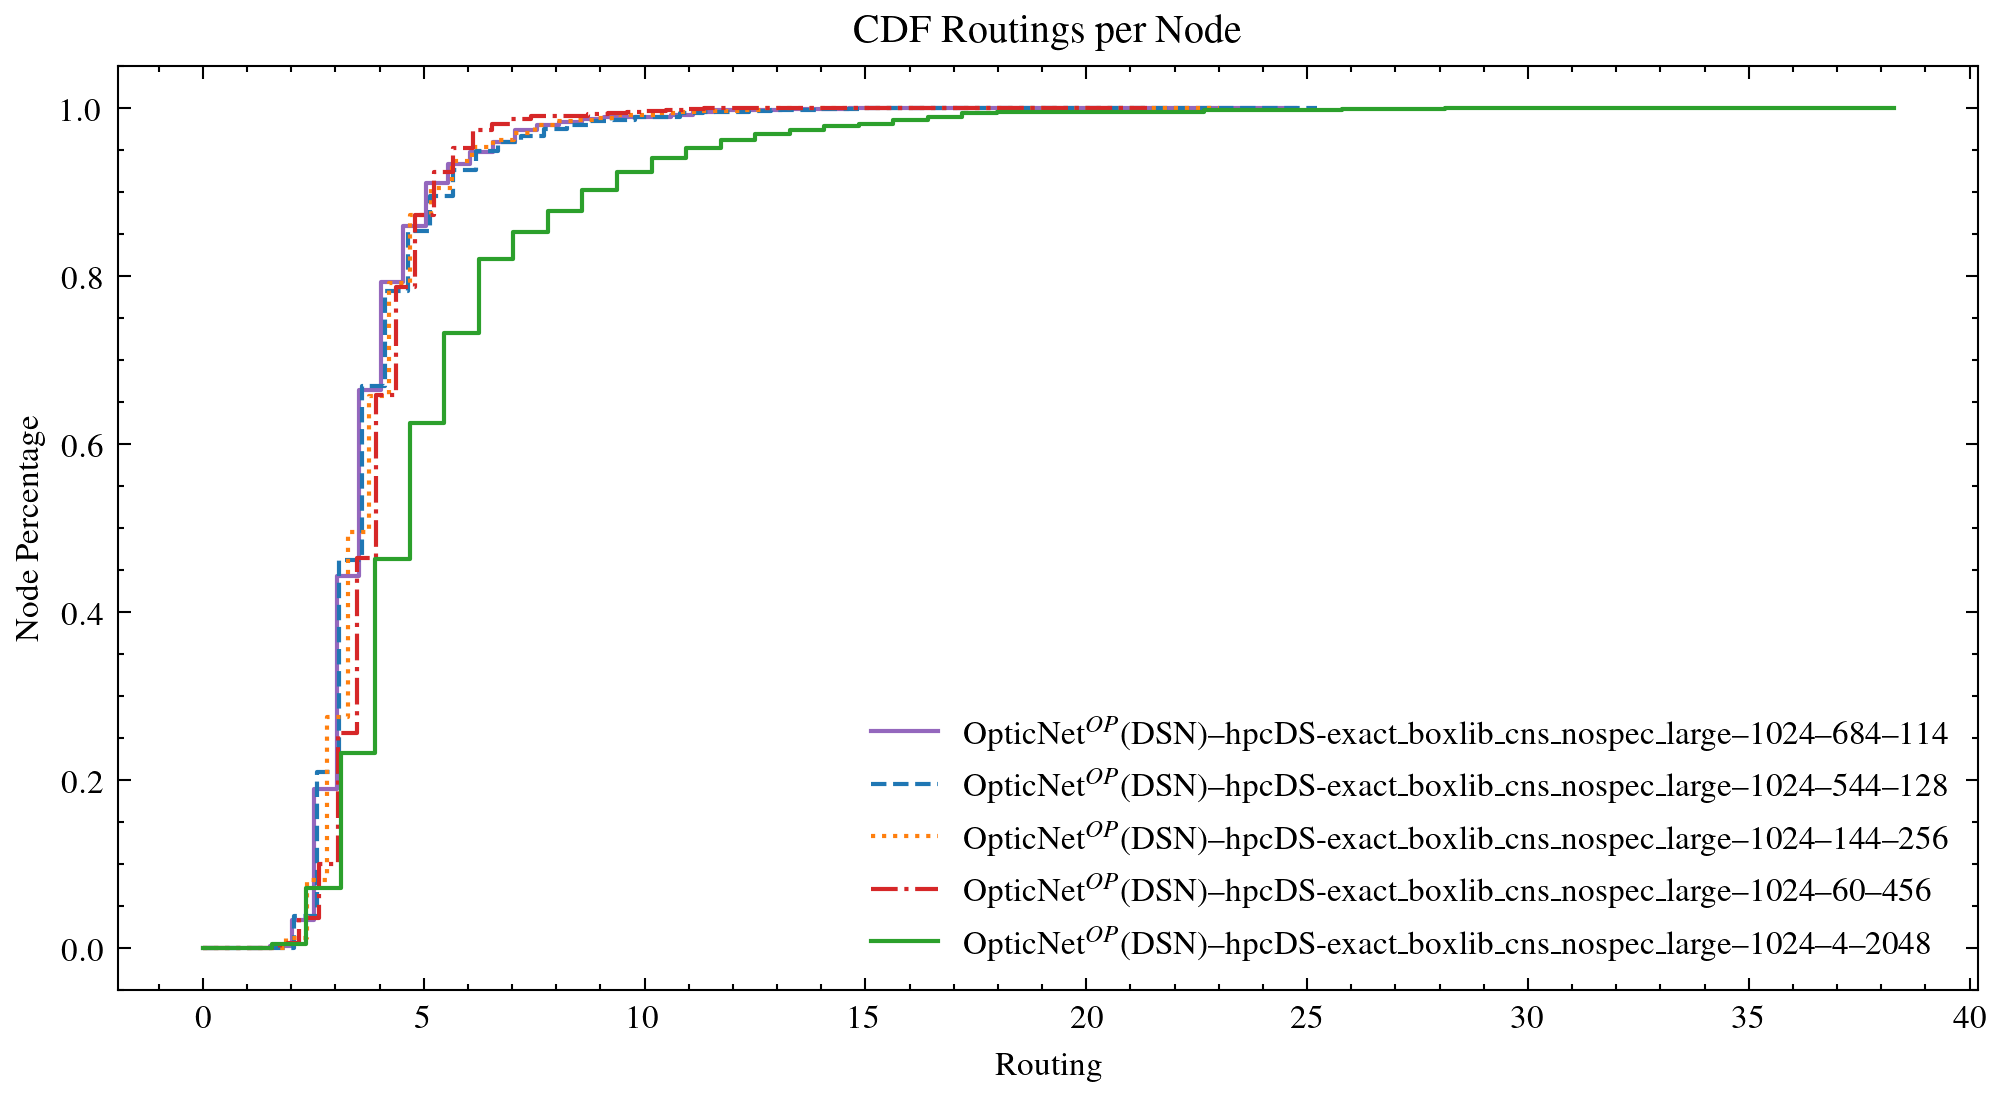 CDF Routings per Node
1.0
0.8
0.6
0.4
0.2
0.0
Node Percentage
OpticNet^OP(DSN)–hpcDS-exact_boxlib_cns_nospec_large–1024–684–114
OpticNet^OP(DSN)–hpcDS-exact_boxlib_cns_nospec_large–1024–544–128
OpticNet^OP(DSN)–hpcDS-exact_boxlib_cns_nospec_large–1024–144–256
OpticNet^OP(DSN)–hpcDS-exact_boxlib_cns_nospec_large–1024–60–456
OpticNet^OP(DSN)–hpcDS-exact_boxlib_cns_nospec_large–1024–4–2048
0 5 10 15 20 25 30 35 40
Routing